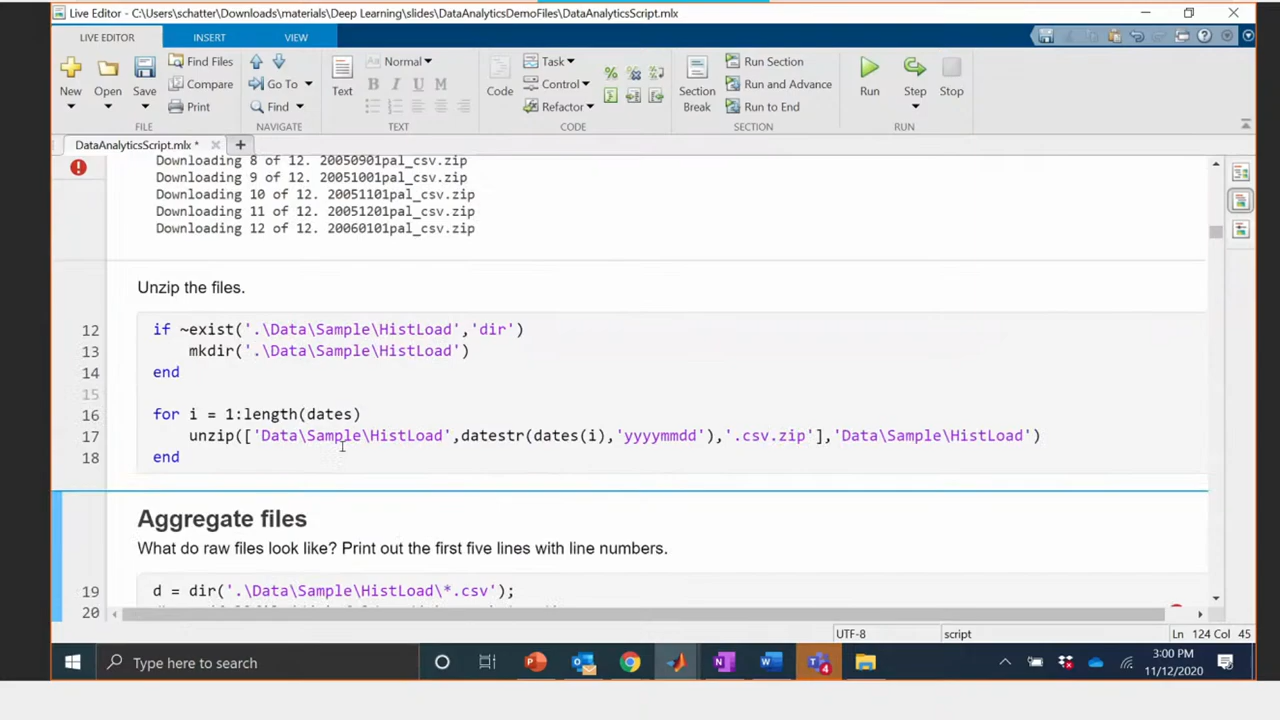 Live Editor - C:\Users\schatter\Downloads\materials\Deep Learning\slides\DataAnalyticsDemoFiles\DataAnalyticsScript.mlx
LIVE EDITOR INSERT VIEW
New Open Save Find Files Compare Print
FILE
Go To Find
NAVIGATE
Text Normal B I U M
TEXT
Code Task Control Refactor
CODE
Section Break Run Section Run and Advance Run to End
SECTION
Run Step Stop
RUN
DataAnalyticsScript.mlx *
Downloading 8 of 12. 20050901pal_csv.zip
Downloading 9 of 12. 20051001pal_csv.zip
Downloading 10 of 12. 20051101pal_csv.zip
Downloading 11 of 12. 20051201pal_csv.zip
Downloading 12 of 12. 20060101pal_csv.zip
Unzip the files.
12 if ~exist('.\Data\Sample\HistLoad','dir')
13 mkdir('.\Data\Sample\HistLoad')
14 end
15
16 for i = 1:length(dates)
17 unzip(['Data\Sample\HistLoad',datestr(dates(i),'yyyymmdd'),'.csv.zip'],'Data\Sample\HistLoad')
18 end
Aggregate files
What do raw files look like? Print out the first five lines with line numbers.
19 d = dir('.\Data\Sample\HistLoad\*.csv');
20
UTF-8 script Ln 124 Col 45
Type here to search
4
3:00 PM
11/12/2020